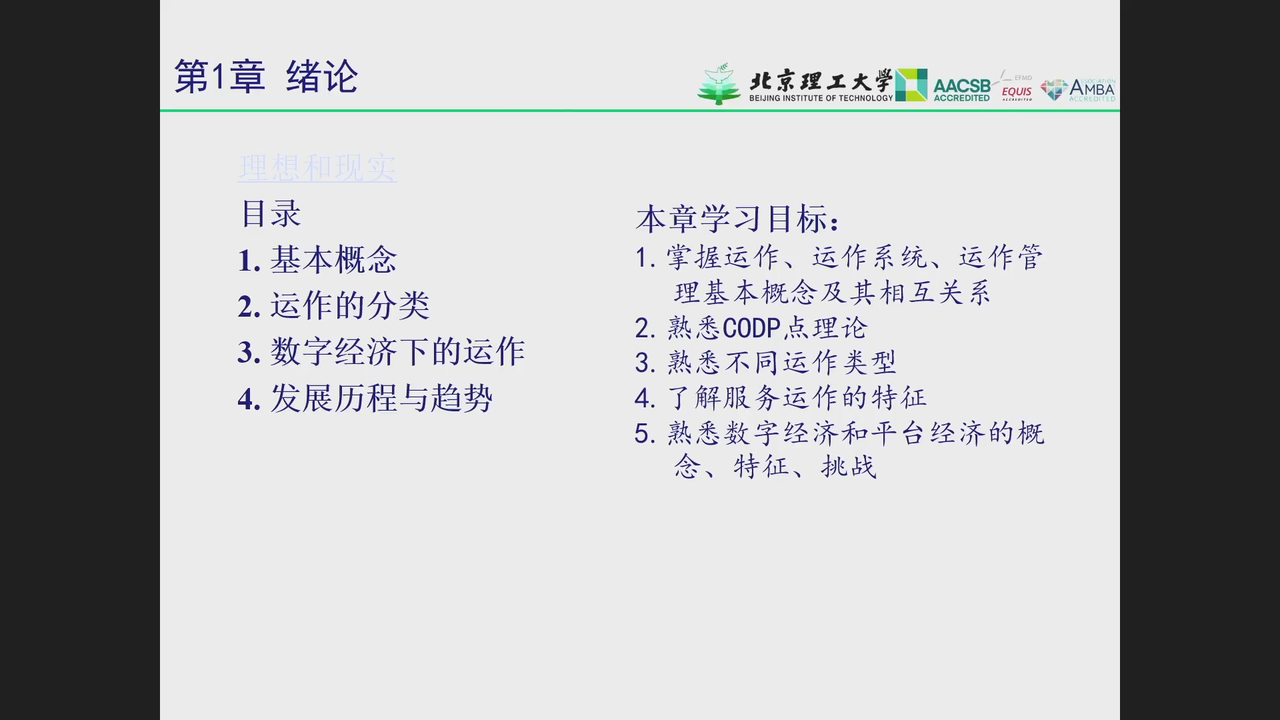 第1章 绪论
北京理工大学
BEIJING INSTITUTE OF TECHNOLOGY
AACSB
ACCREDITED
EFMD
EQUIS
ACCREDITED
ASSOCIATION
AMBA
ACCREDITED
理想和现实
目录
1. 基本概念
2. 运作的分类
3. 数字经济下的运作
4. 发展历程与趋势
本章学习目标：
1. 掌握运作、运作系统、运作管
理基本概念及其相互关系
2. 熟悉CODP点理论
3. 熟悉不同运作类型
4. 了解服务运作的特征
5. 熟悉数字经济和平台经济的概
念、特征、挑战